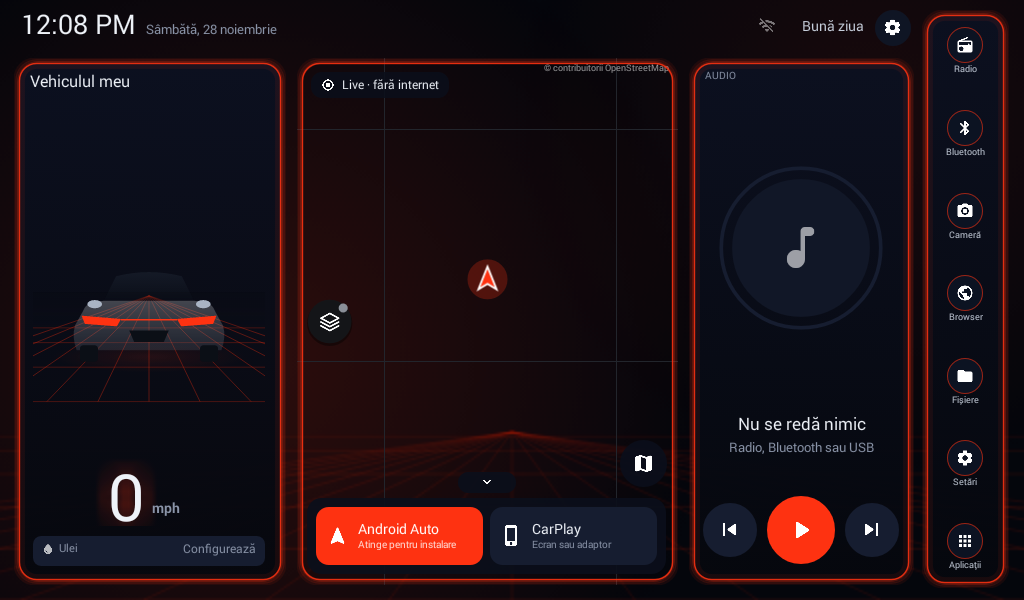 12:08 PM
Sâmbătă, 28 noiembrie
Bună ziua
Vehiculul meu
0 mph
Ulei
Configurează
© contribuitorii OpenStreetMap
Live · fără internet
Android Auto
Atinge pentru instalare
CarPlay
Ecran sau adaptor
AUDIO
Nu se redă nimic
Radio, Bluetooth sau USB
Radio
Bluetooth
Cameră
Browser
Fișiere
Setări
Aplicații